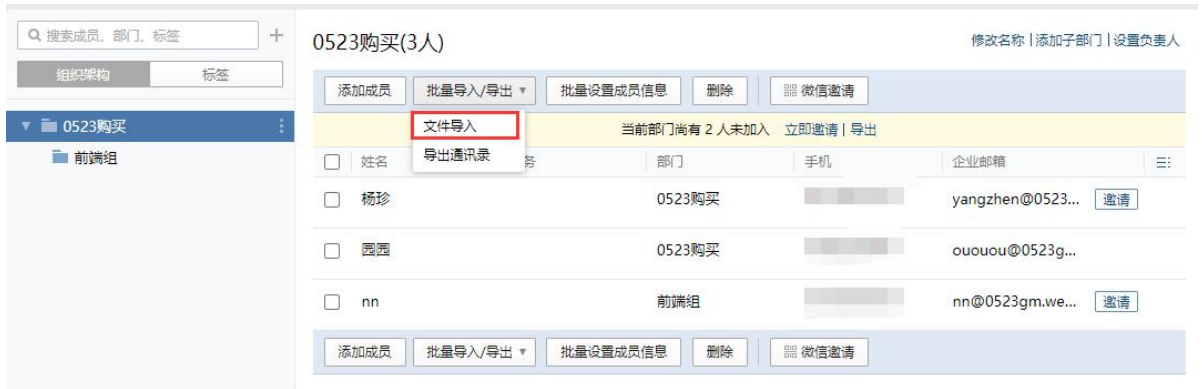 搜索成员、部门、标签
组织架构 标签
0523购买
前端组
0523购买(3人)
修改名称 | 添加子部门 | 设置负责人
添加成员 批量导入/导出 批量设置成员信息 删除 微信邀请
文件导入
导出通讯录
当前部门尚有 2 人未加入 立即邀请 | 导出
姓名 务 部门 手机 企业邮箱
杨珍 0523购买 yangzhen@0523... 邀请
园园 0523购买 ououou@0523g...
nn 前端组 nn@0523gm.we... 邀请
添加成员 批量导入/导出 批量设置成员信息 删除 微信邀请